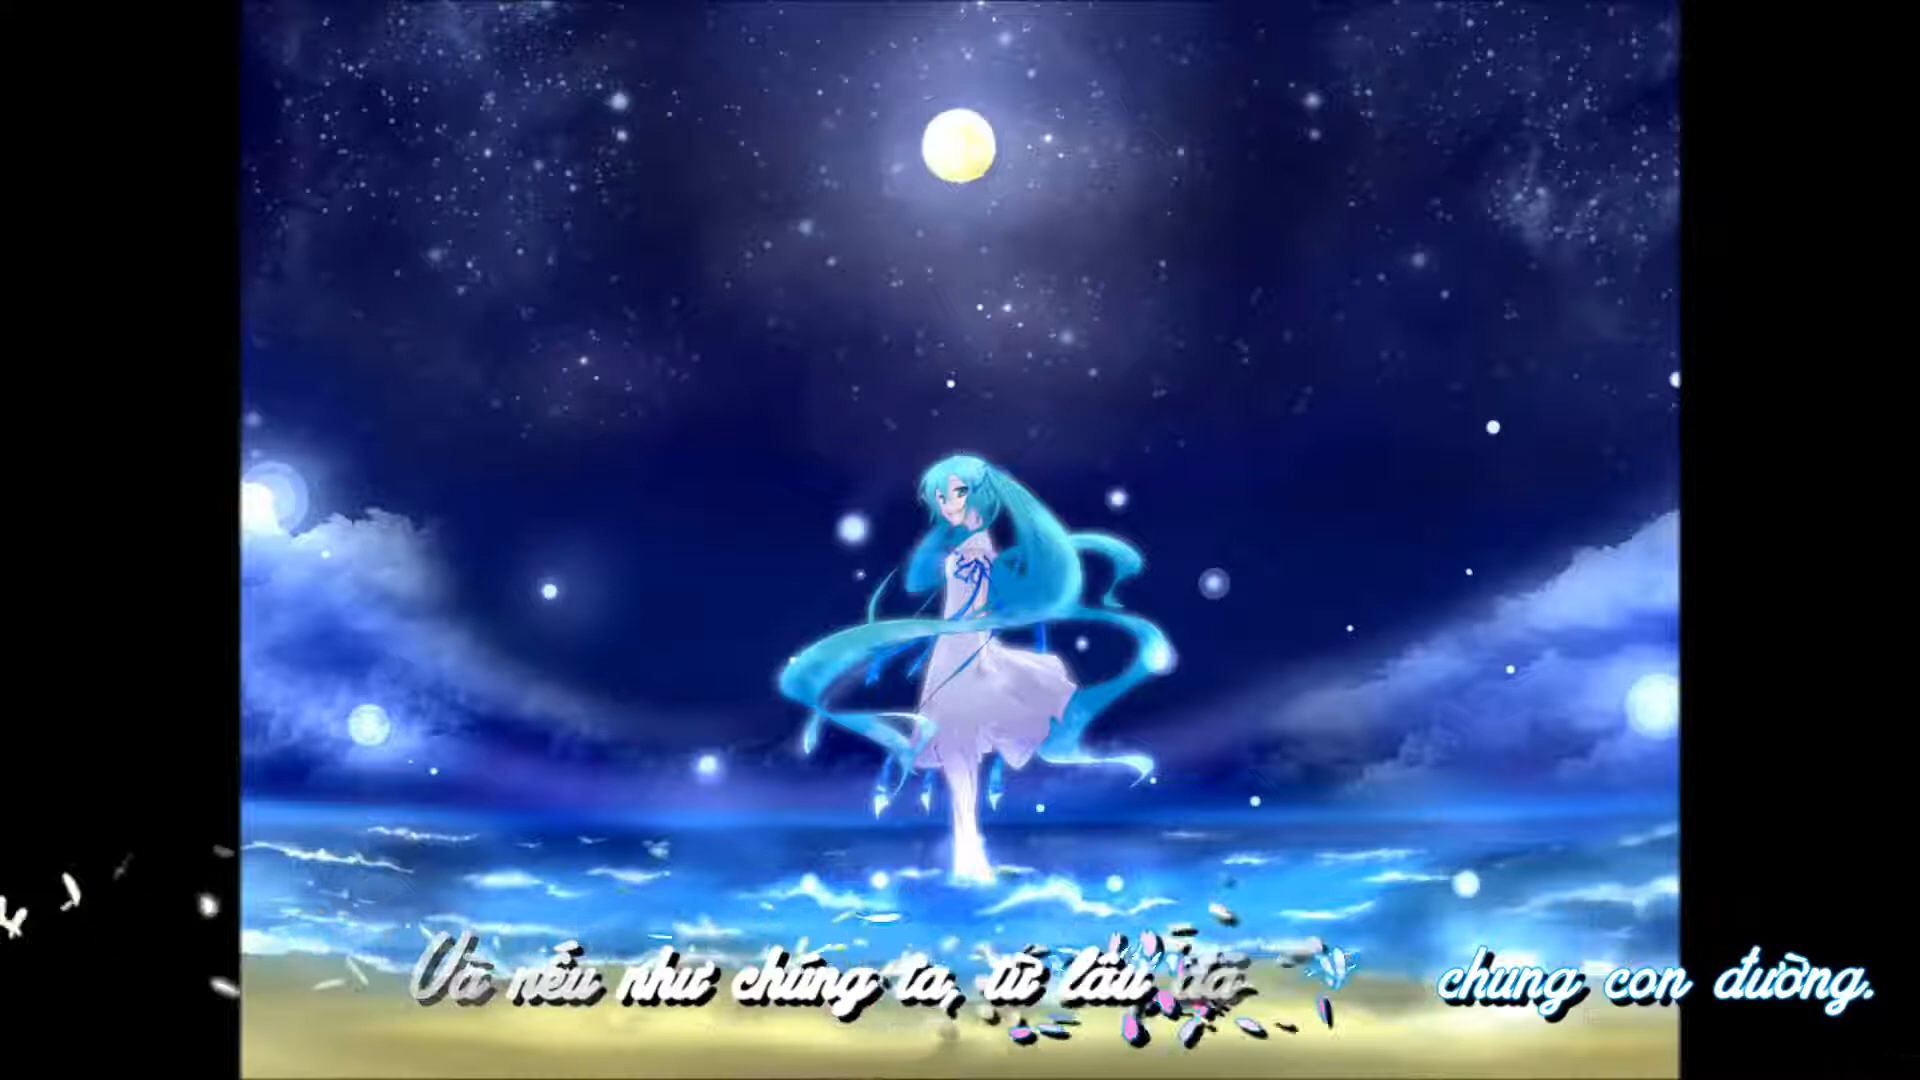 Và nếu như chúng ta, từ lâu đã chung con đường.